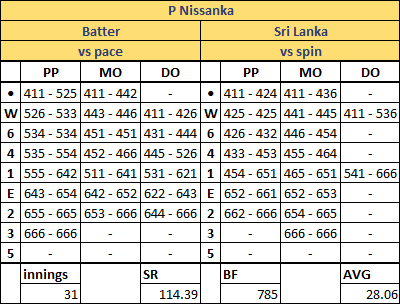 P Nissanka
Batter Sri Lanka
vs pace vs spin
PP MO DO PP MO DO
• 411 - 525 411 - 442 - • 411 - 424 411 - 436 -
W 526 - 533 443 - 446 411 - 426 W 425 - 425 441 - 445 411 - 536
6 534 - 534 451 - 451 431 - 444 6 426 - 432 446 - 454 -
4 535 - 554 452 - 466 445 - 526 4 433 - 453 455 - 464 -
1 555 - 642 511 - 641 531 - 621 1 454 - 651 465 - 651 541 - 666
E 643 - 654 642 - 652 622 - 643 E 652 - 661 652 - 653 -
2 655 - 665 653 - 666 644 - 666 2 662 - 666 654 - 665 -
3 666 - 666 - - 3 - 666 - 666 -
5 - - - 5 - - -
innings SR BF AVG
31 114.39 785 28.06